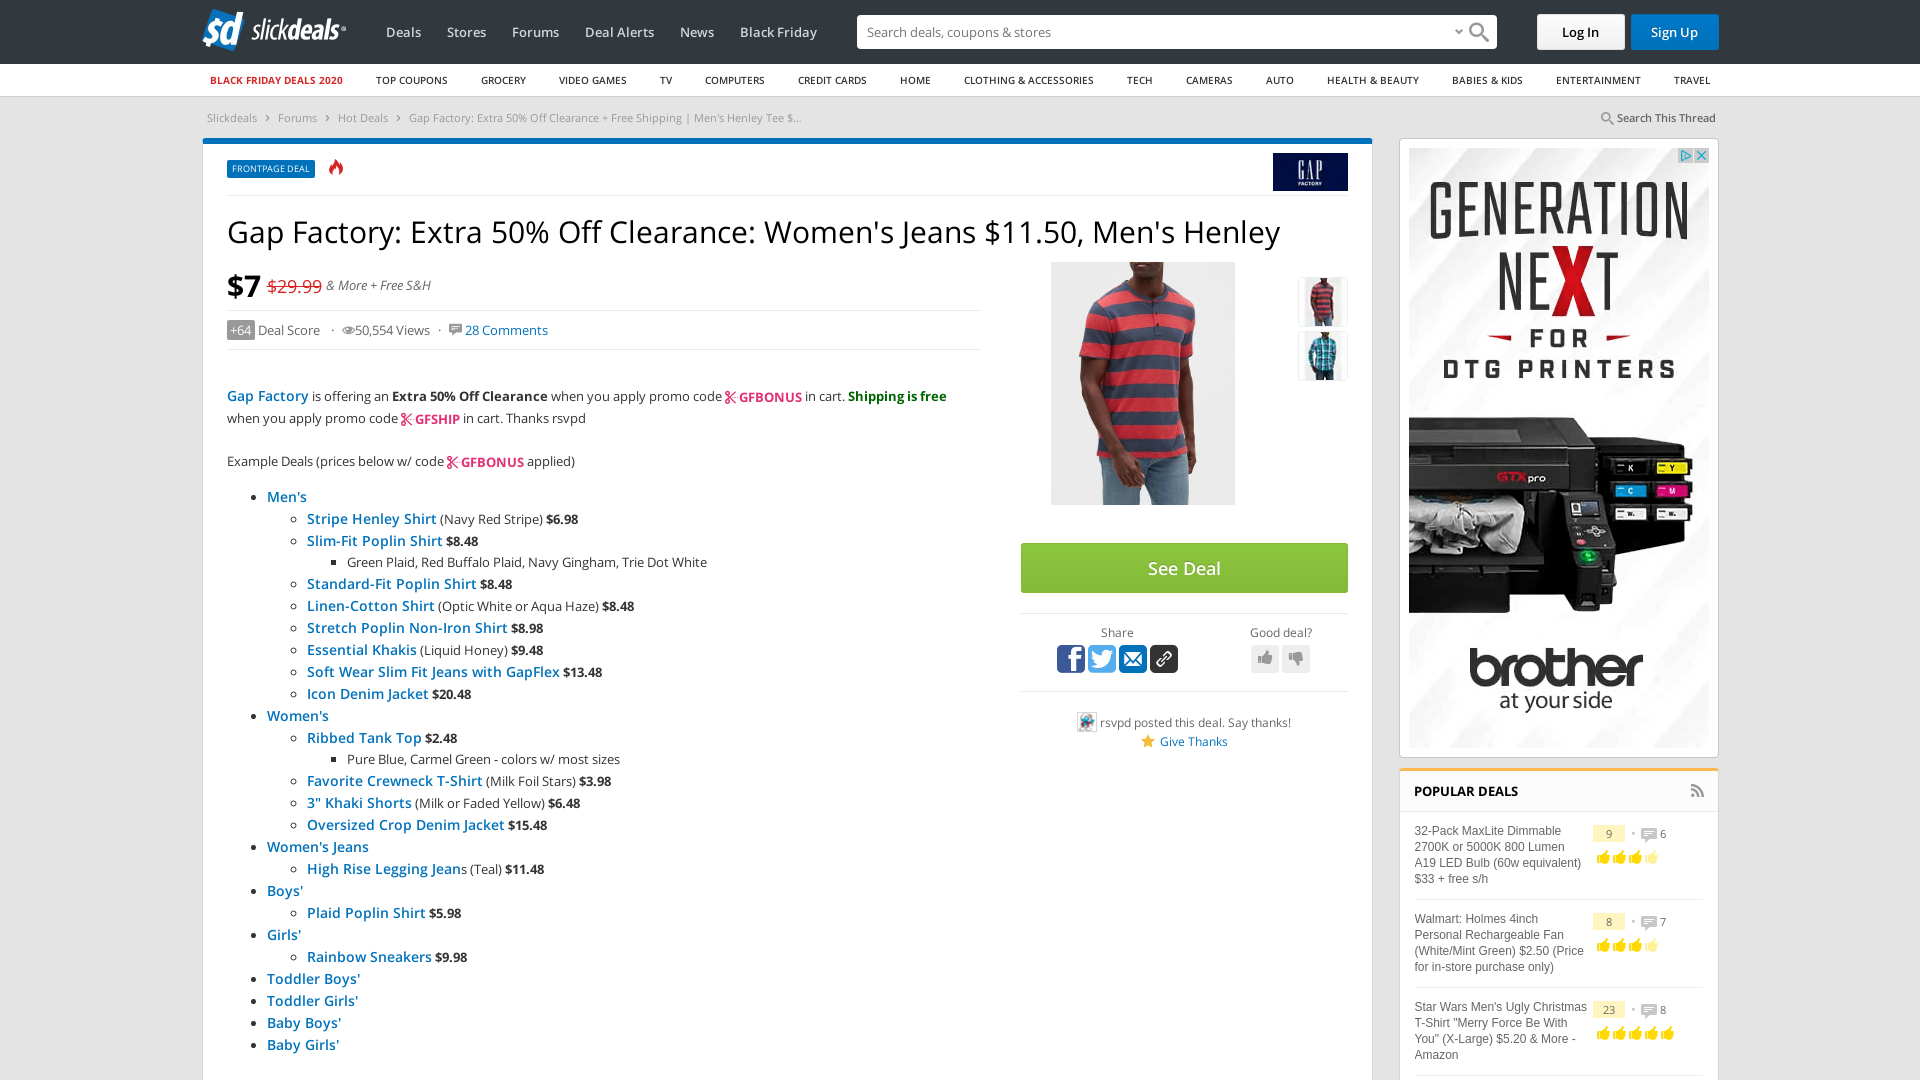 slickdeals
Deals
Stores
Forums
Deal Alerts
News
Black Friday
Search deals, coupons & stores
Log In
Sign Up
BLACK FRIDAY DEALS 2020
TOP COUPONS
GROCERY
VIDEO GAMES
TV
COMPUTERS
CREDIT CARDS
HOME
CLOTHING & ACCESSORIES
TECH
CAMERAS
AUTO
HEALTH & BEAUTY
BABIES & KIDS
ENTERTAINMENT
TRAVEL
Slickdeals › Forums › Hot Deals › Gap Factory: Extra 50% Off Clearance + Free Shipping | Men's Henley Tee $...
Search This Thread
FRONTPAGE DEAL
GAP
FACTORY
Gap Factory: Extra 50% Off Clearance: Women's Jeans $11.50, Men's Henley
$7 $29.99 & More + Free S&H
+64 Deal Score · 50,554 Views · 28 Comments
Gap Factory is offering an Extra 50% Off Clearance when you apply promo code GFBONUS in cart. Shipping is free
when you apply promo code GFSHIP in cart. Thanks rsvpd
Example Deals (prices below w/ code GFBONUS applied)
Men's
Stripe Henley Shirt (Navy Red Stripe) $6.98
Slim-Fit Poplin Shirt $8.48
Green Plaid, Red Buffalo Plaid, Navy Gingham, Trie Dot White
Standard-Fit Poplin Shirt $8.48
Linen-Cotton Shirt (Optic White or Aqua Haze) $8.48
Stretch Poplin Non-Iron Shirt $8.98
Essential Khakis (Liquid Honey) $9.48
Soft Wear Slim Fit Jeans with GapFlex $13.48
Icon Denim Jacket $20.48
Women's
Ribbed Tank Top $2.48
Pure Blue, Carmel Green - colors w/ most sizes
Favorite Crewneck T-Shirt (Milk Foil Stars) $3.98
3" Khaki Shorts (Milk or Faded Yellow) $6.48
Oversized Crop Denim Jacket $15.48
Women's Jeans
High Rise Legging Jeans (Teal) $11.48
Boys'
Plaid Poplin Shirt $5.98
Girls'
Rainbow Sneakers $9.98
Toddler Boys'
Toddler Girls'
Baby Boys'
Baby Girls'
See Deal
Share
Good deal?
rsvpd posted this deal. Say thanks!
Give Thanks
GENERATION
NEXT
FOR
DTG PRINTERS
GTXpro
K
Y
C
M
W
W
brother
at your side
POPULAR DEALS
32-Pack MaxLite Dimmable
2700K or 5000K 800 Lumen
A19 LED Bulb (60w equivalent)
$33 + free s/h
9 • 6
Walmart: Holmes 4inch
Personal Rechargeable Fan
(White/Mint Green) $2.50 (Price
for in-store purchase only)
8 • 7
Star Wars Men's Ugly Christmas
T-Shirt "Merry Force Be With
You" (X-Large) $5.20 & More -
Amazon
23 • 8